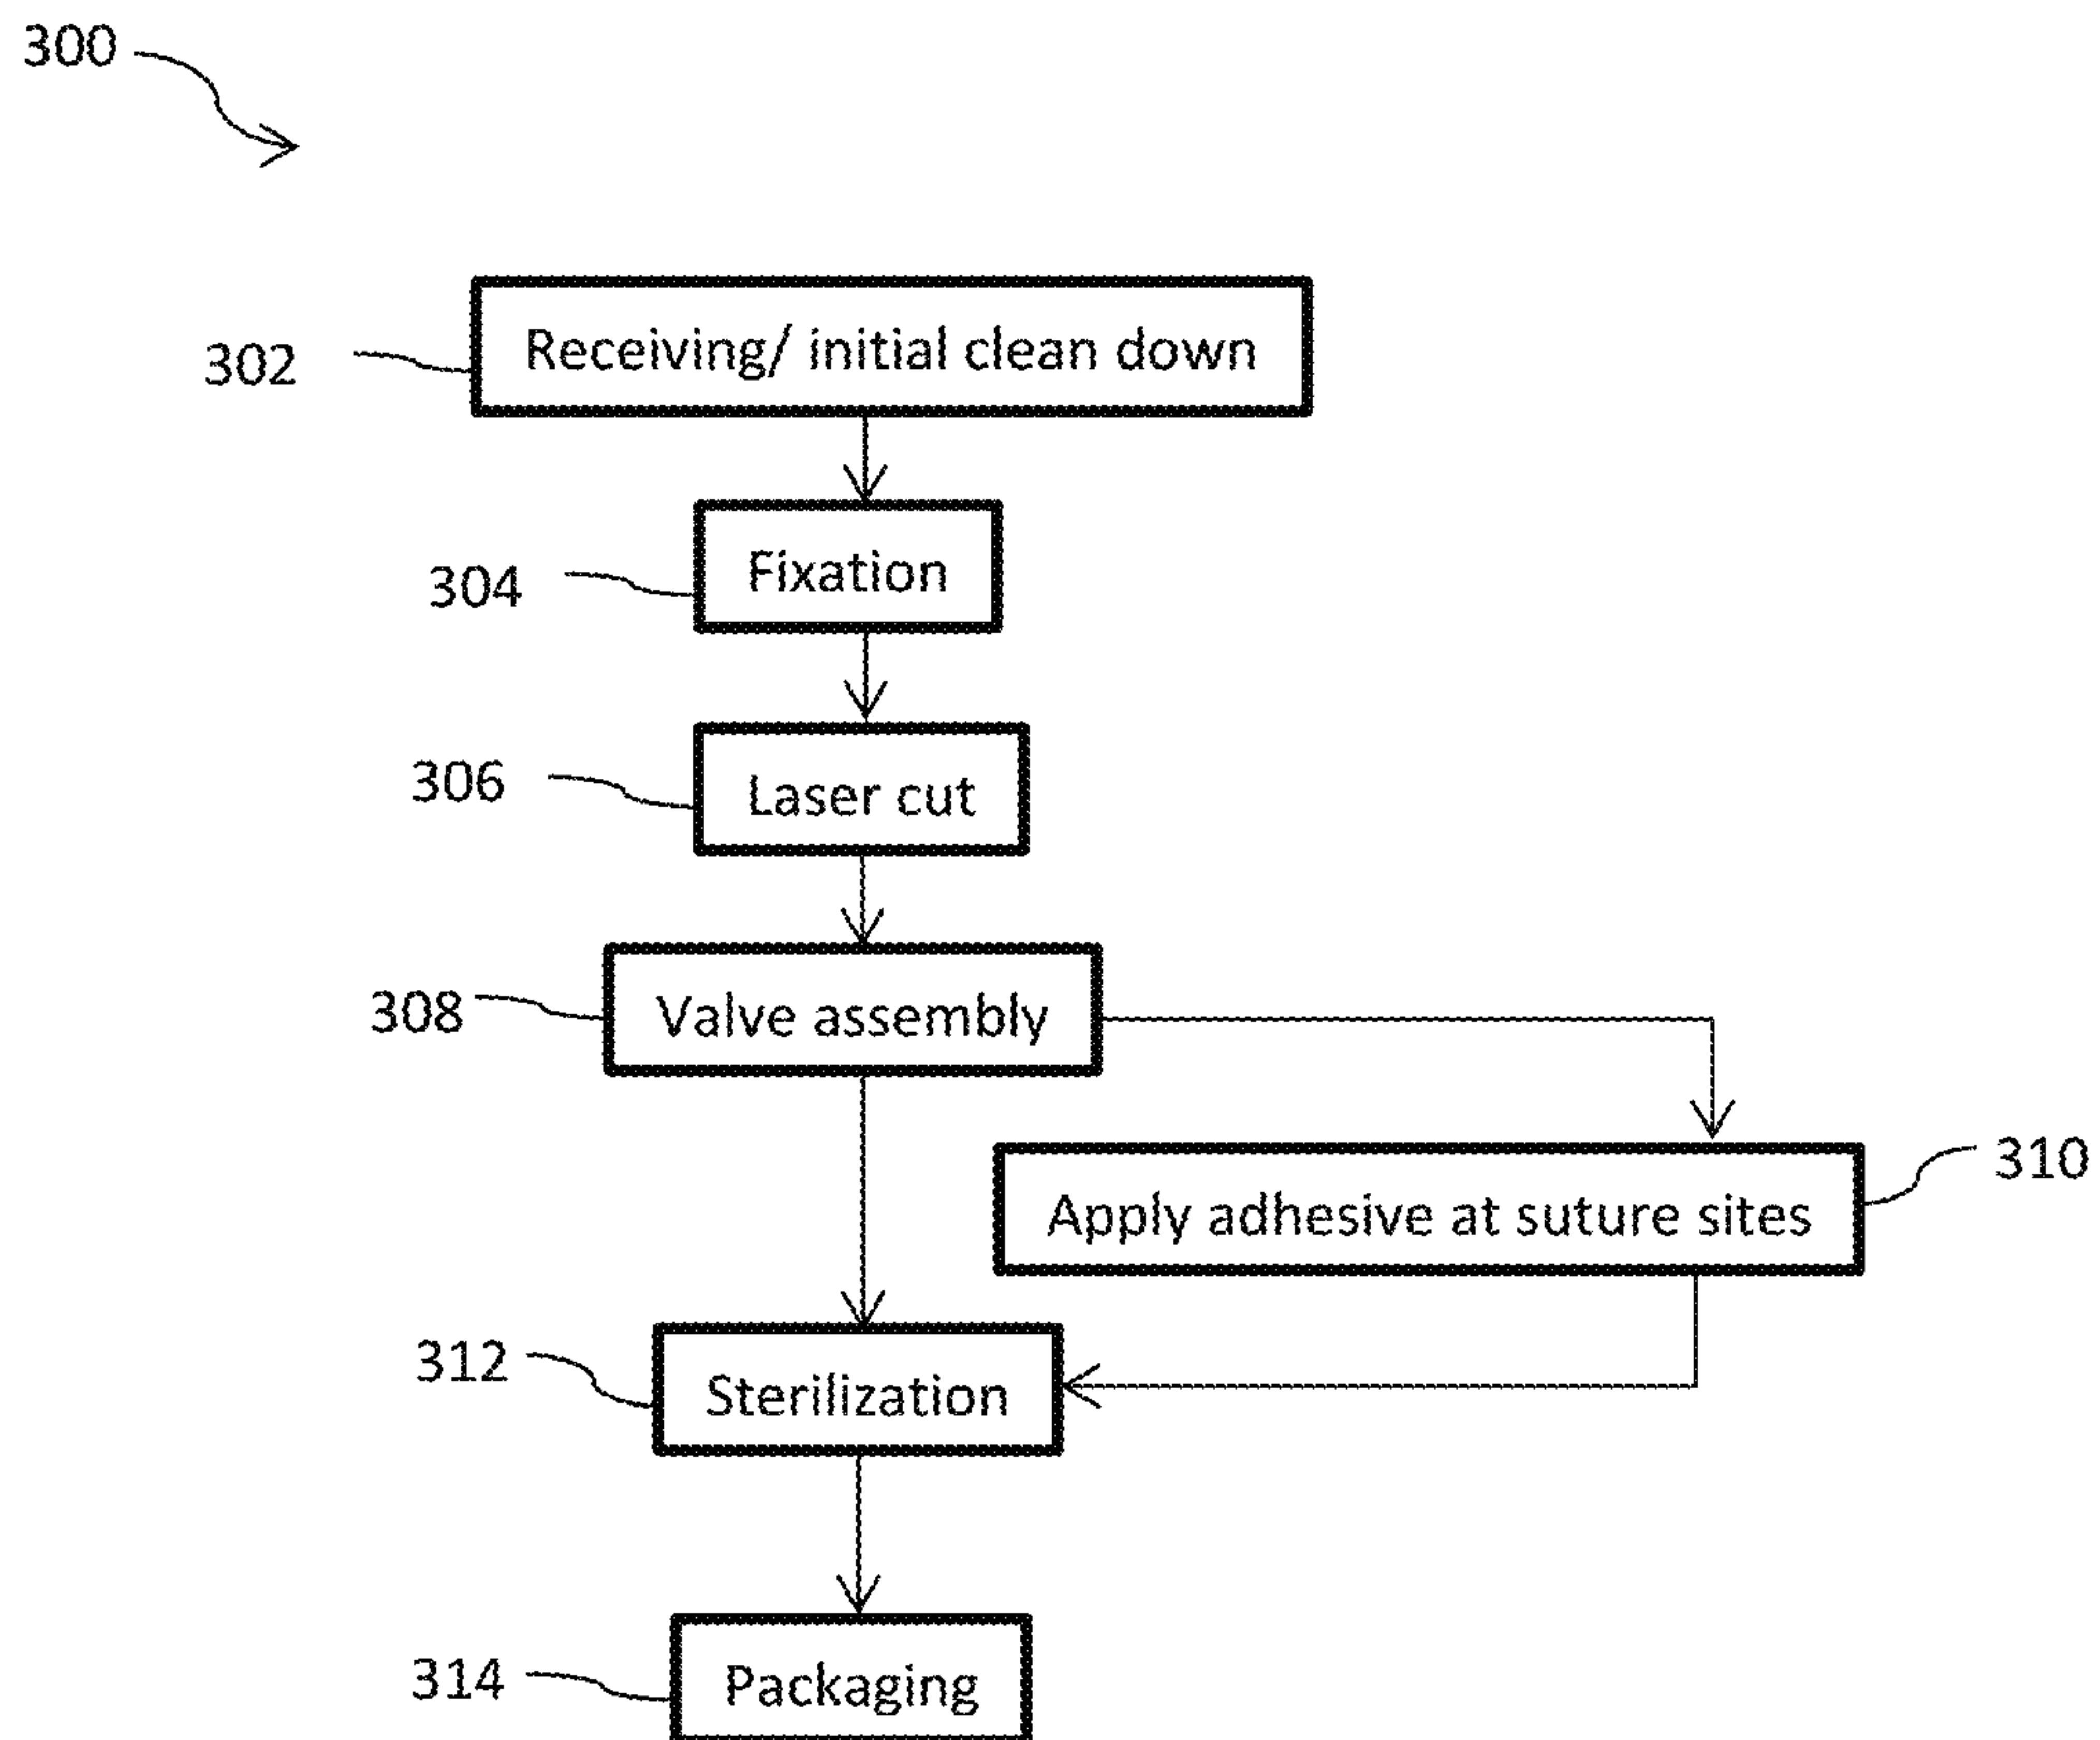 300
302
Receiving/ initial clean down
304
Fixation
306
Laser cut
308
Valve assembly
310
Apply adhesive at suture sites
312
Sterilization
314
Packaging